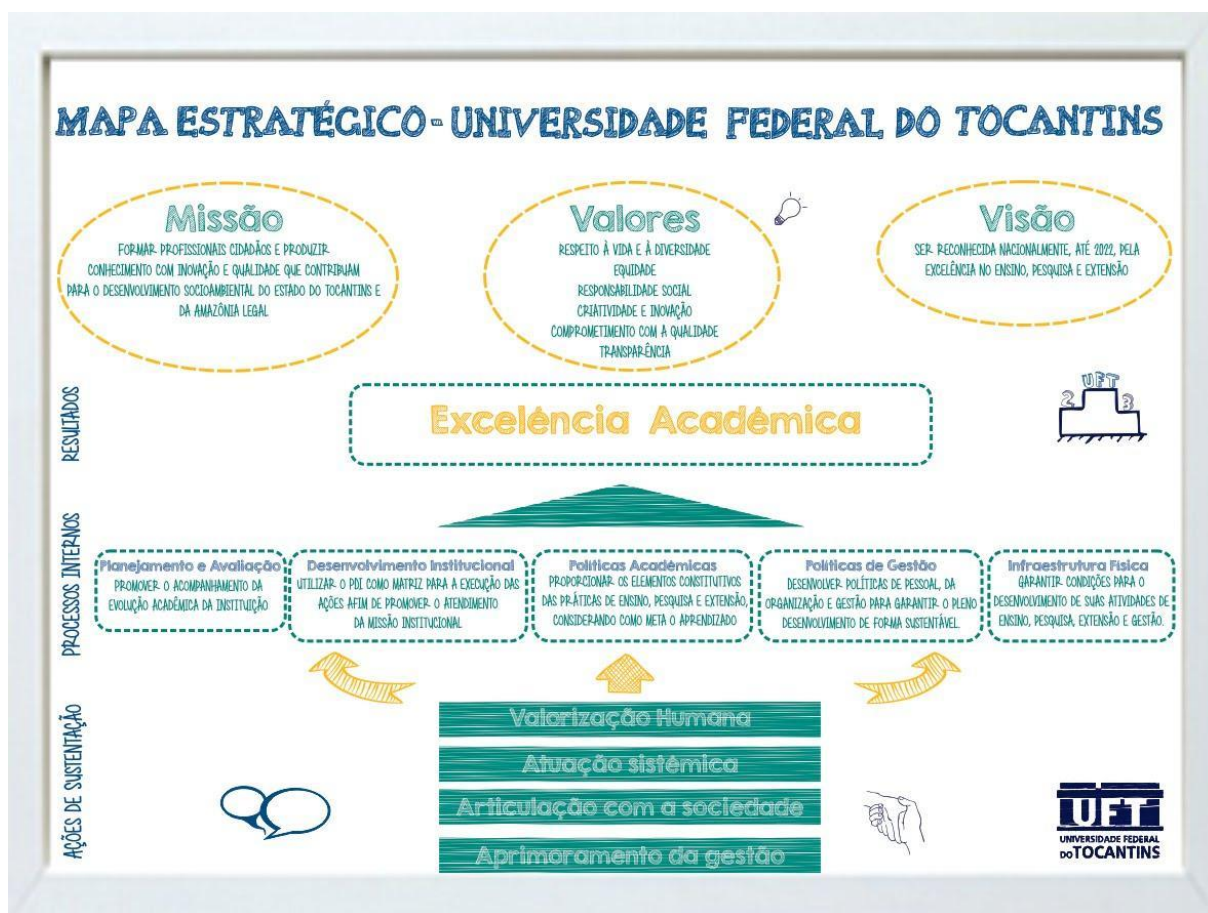 MAPA ESTRATÉGICO - UNIVERSIDADE FEDERAL DO TOCANTINS
Missão
FORMAR PROFISSIONAIS CIDADÃOS E PRODUZIR
CONHECIMENTO COM INOVAÇÃO E QUALIDADE QUE CONTRIBUAM
PARA O DESENVOLVIMENTO SOCIOAMBIENTAL DO ESTADO DO TOCANTINS E
DA AMAZÔNIA LEGAL
Valores
RESPEITO À VIDA E À DIVERSIDADE
EQUIDADE
RESPONSABILIDADE SOCIAL
CRIATIVIDADE E INOVAÇÃO
COMPROMETIMENTO COM A QUALIDADE
TRANSPARÊNCIA
Visão
SER RECONHECIDA NACIONALMENTE, ATÉ 2022, PELA
EXCELÊNCIA NO ENSINO, PESQUISA E EXTENSÃO
RESULTADOS
Excelência Acadêmica
UFT
2 3
PROCESSOS INTERNOS
Planejamento e Avaliação
PROMOVER O ACOMPANHAMENTO DA
EVOLUÇÃO ACADÊMICA DA INSTITUIÇÃO
Desenvolvimento Institucional
UTILIZAR O PDI COMO MATRIZ PARA A EXECUÇÃO DAS
AÇÕES AFIM DE PROMOVER O ATENDIMENTO
DA MISSÃO INSTITUCIONAL
Políticas Acadêmicas
PROPORCIONAR OS ELEMENTOS CONSTITUTIVOS
DAS PRÁTICAS DE ENSINO, PESQUISA E EXTENSÃO,
CONSIDERANDO COMO META O APRENDIZADO
Políticas de Gestão
DESENVOLVER POLÍTICAS DE PESSOAL, DA
ORGANIZAÇÃO E GESTÃO PARA GARANTIR O PLENO
DESENVOLVIMENTO DE FORMA SUSTENTÁVEL.
Infraestrutura Física
GARANTIR CONDIÇÕES PARA O
DESENVOLVIMENTO DE SUAS ATIVIDADES DE
ENSINO, PESQUISA, EXTENSÃO E GESTÃO.
AÇÕES DE SUSTENTAÇÃO
Valorização Humana
Atuação sistêmica
Articulação com a sociedade
Aprimoramento da gestão
UFT
UNIVERSIDADE FEDERAL
DO TOCANTINS